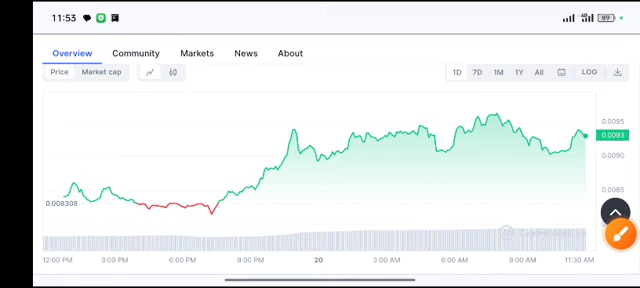 11:53
4G 89
Overview Community Markets News About
Price Market cap 1D 7D 1M 1Y All LOG
0.0095
0.0093
0.0090
0.0085
0.008308
CoinMarketCap
12:00 PM 3:00 PM 6:00 PM 9:00 PM 20 3:00 AM 6:00 AM 9:00 AM 11:30 AM